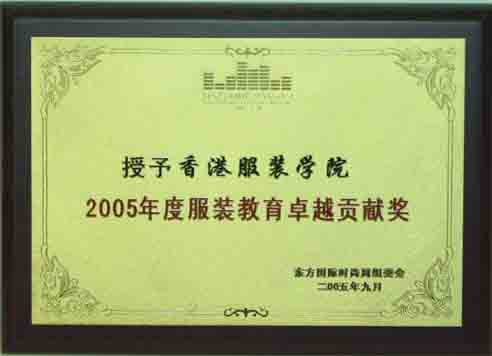 授予香港服装学院
2005年度服装教育卓越贡献奖
东方国际时尚周组委会
二00五年九月